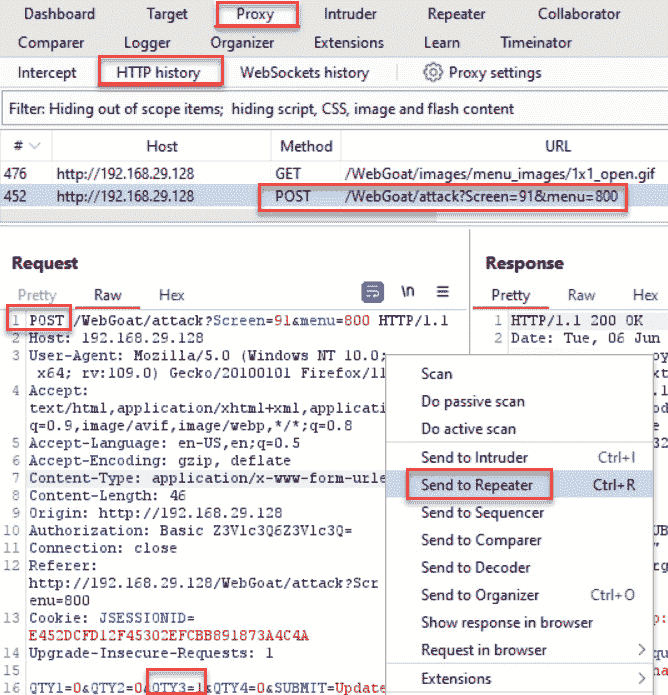 Dashboard Target Proxy Intruder Repeater Collaborator
Comparer Logger Organizer Extensions Learn Timeinator
Intercept HTTP history WebSockets history Proxy settings
Filter: Hiding out of scope items; hiding script, CSS, image and flash content
# Host Method URL
476 http://192.168.29.128 GET /WebGoat/images/menu_images/1x1_open.gif
452 http://192.168.29.128 POST /WebGoat/attack?Screen=91&menu=800
Request
Pretty Raw Hex \n
1 POST /WebGoat/attack?Screen=91&menu=800 HTTP/1.1
2 Host: 192.168.29.128
3 User-Agent: Mozilla/5.0 (Windows NT 10.0;
x64; rv:109.0) Gecko/20100101 Firefox/11
4 Accept:
text/html,application/xhtml+xml,applicat
q=0.9,image/avif,image/webp,*/*;q=0.8
5 Accept-Language: en-US,en;q=0.5
6 Accept-Encoding: gzip, deflate
7 Content-Type: application/x-www-form-urle
8 Content-Length: 46
9 Origin: http://192.168.29.128
10 Authorization: Basic Z3Vlc3Q6Z3Vlc3Q=
11 Connection: close
12 Referer:
http://192.168.29.128/WebGoat/attack?Scr
enu=800
13 Cookie: JSESSIONID=
E452DCFD12F45302EFCBB891873A4C4A
14 Upgrade-Insecure-Requests: 1
15
16 QTY1=0&QTY2=0&QTY3=1&QTY4=0&SUBMIT=Update
Response
Pretty Raw Hex
1 HTTP/1.1 200 OK
2 Date: Tue, 06 Jun
Scan
Do passive scan
Do active scan
Send to Intruder Ctrl+I
Send to Repeater Ctrl+R
Send to Sequencer
Send to Comparer
Send to Decoder
Send to Organizer Ctrl+O
Show response in browser
Request in browser
Extensions